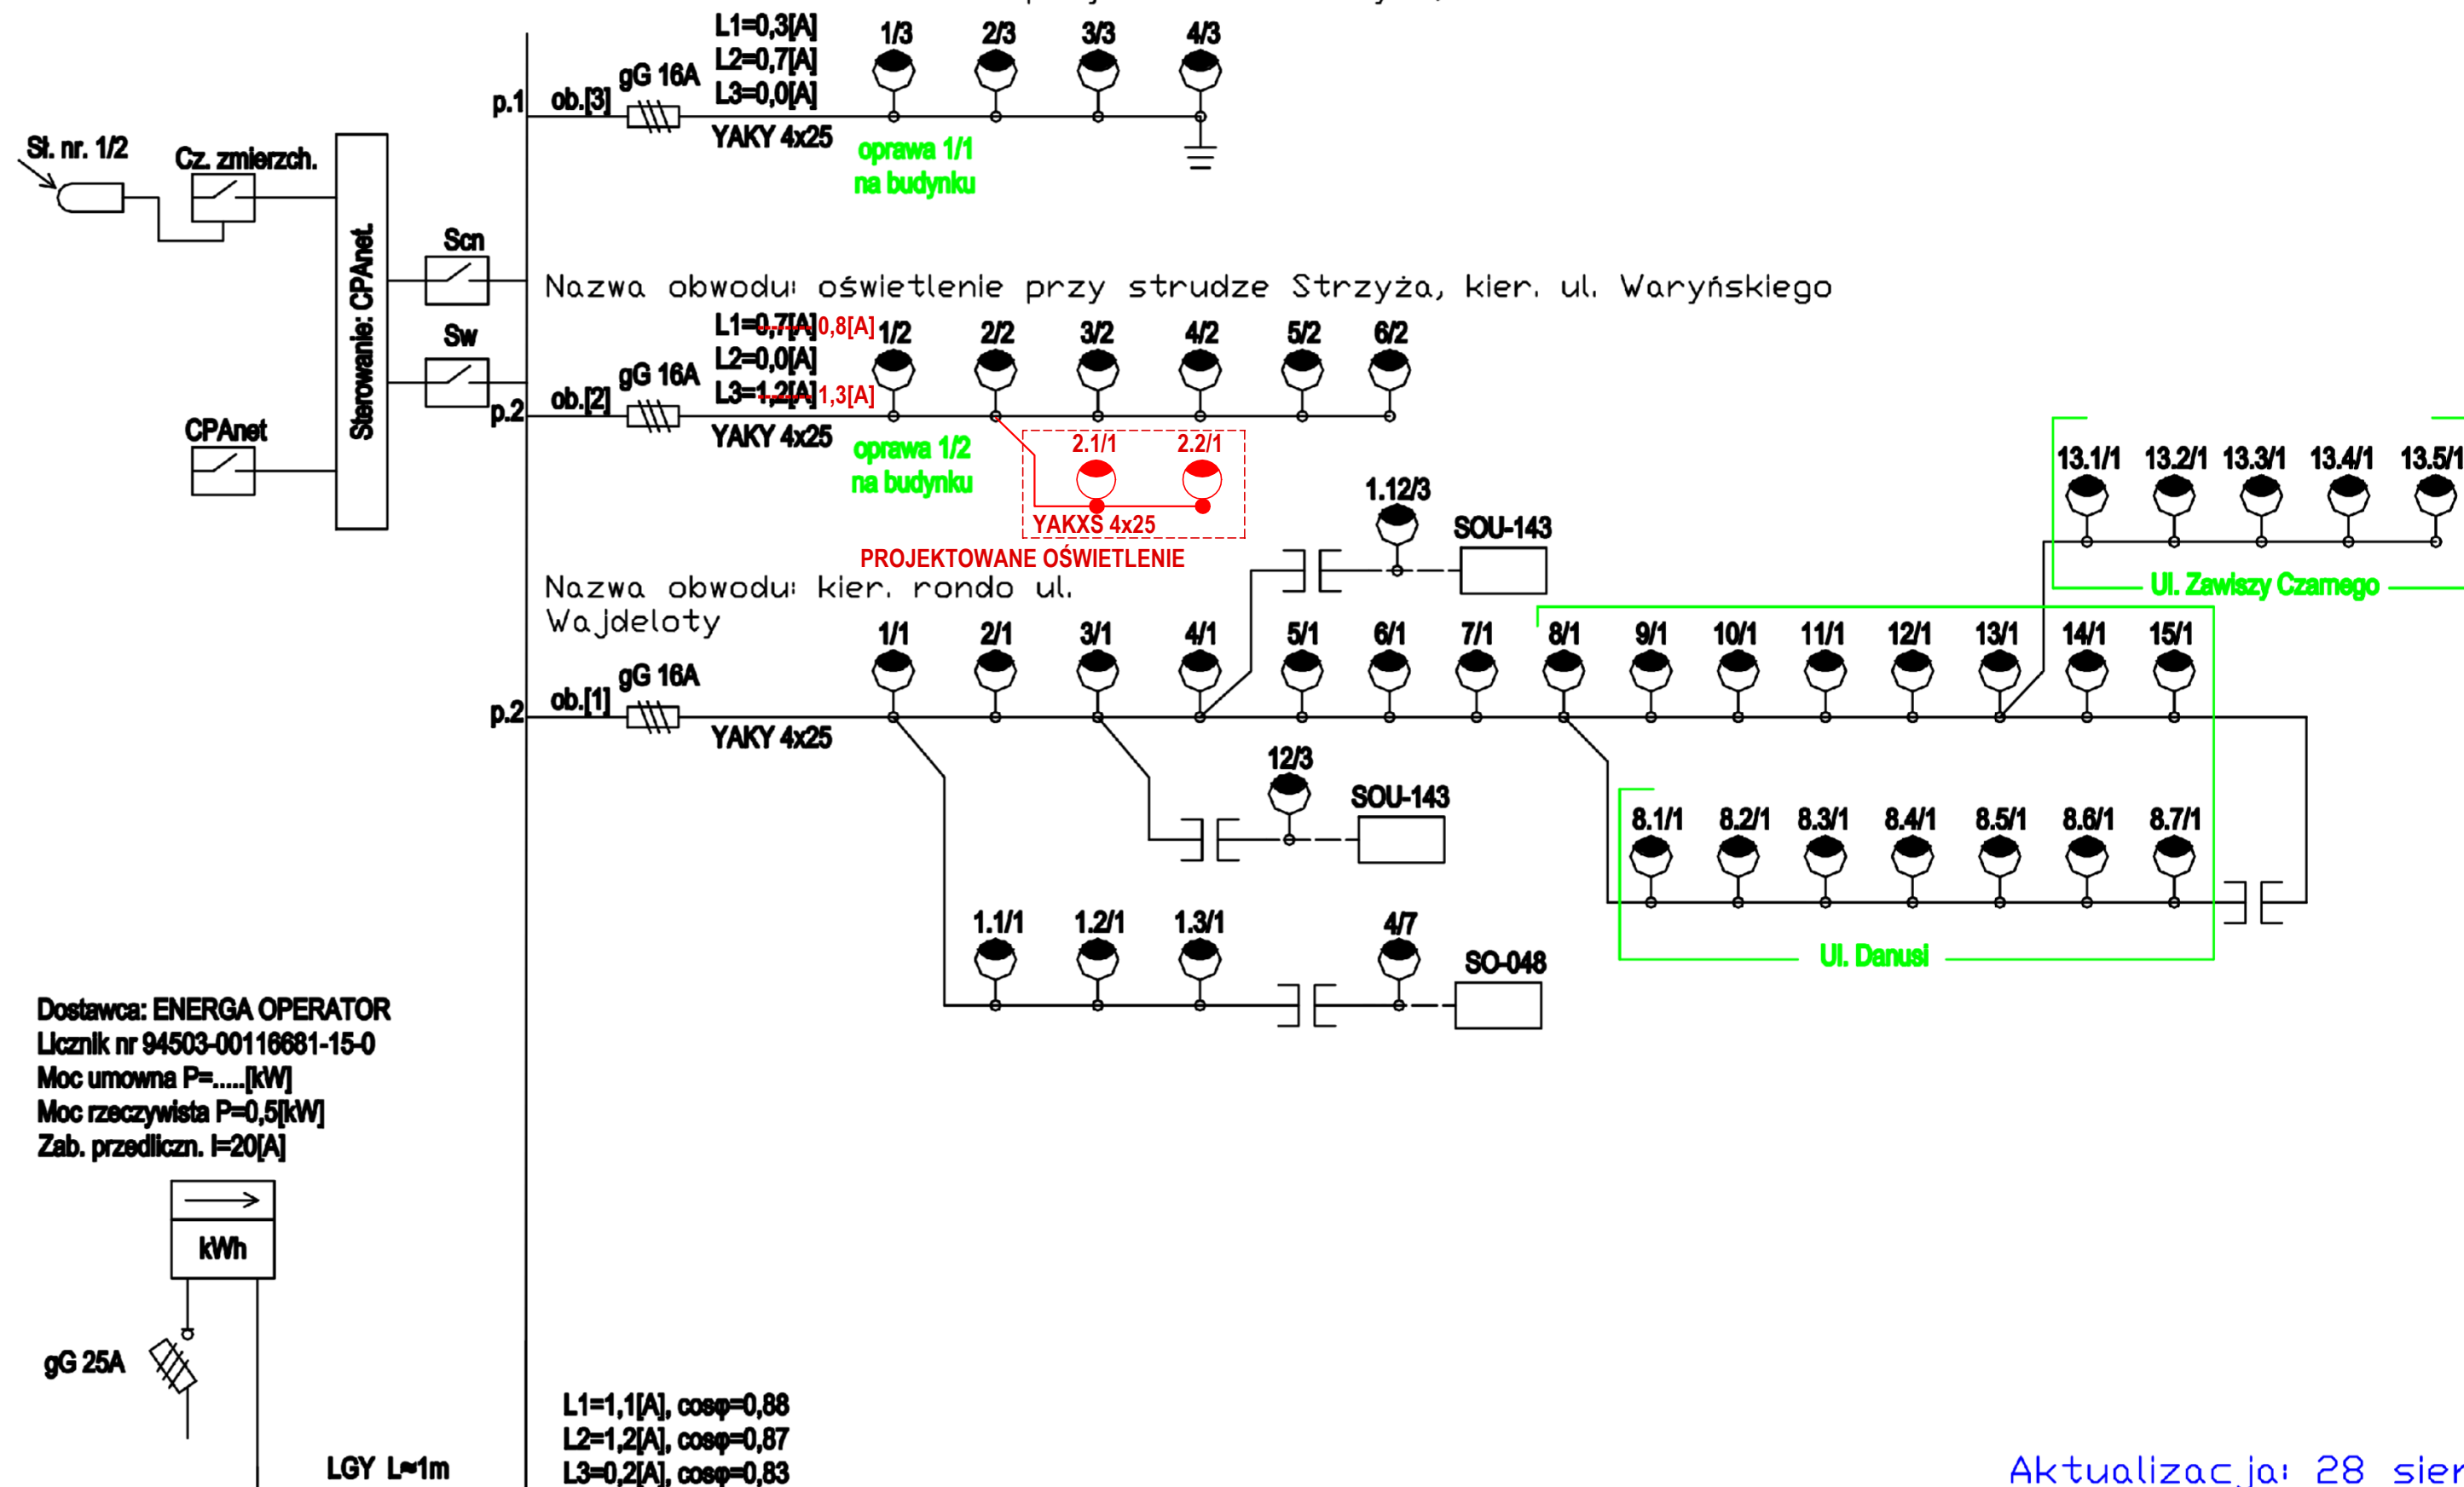 L1=0,3[A]
L2=0,7[A]
L3=0,0[A]
gG 16A
p.1
ob.[3]
YAKY 4x25
1/3
2/3
3/3
4/3
oprawa 1/1
na budynku
Sł. nr. 1/2
Cz. zmierzch.
Sterowanie: CPAnet.
Scn
Sw
CPAnet
Nazwa obwodu: oświetlenie przy strudze Strzyża, kier. ul. Waryńskiego
L1=0,7[A] 0,8[A]
L2=0,0[A]
L3=1,2[A] 1,3[A]
gG 16A
p.2
ob.[2]
YAKY 4x25
1/2
2/2
3/2
4/2
5/2
6/2
oprawa 1/2
na budynku
2.1/1
2.2/1
YAKXS 4x25
PROJEKTOWANE OŚWIETLENIE
1.12/3
SOU-143
13.1/1
13.2/1
13.3/1
13.4/1
13.5/1
Ul. Zawiszy Czarnego
Nazwa obwodu: kier. rondo ul.
Wajdeloty
gG 16A
p.2
ob.[1]
YAKY 4x25
1/1
2/1
3/1
4/1
5/1
6/1
7/1
8/1
9/1
10/1
11/1
12/1
13/1
14/1
15/1
12/3
SOU-143
8.1/1
8.2/1
8.3/1
8.4/1
8.5/1
8.6/1
8.7/1
Ul. Danusi
1.1/1
1.2/1
1.3/1
4/7
SO-048
Dostawca: ENERGA OPERATOR
Licznik nr 94503-00116681-15-0
Moc umowna P=.....[kW]
Moc rzeczywista P=0,5[kW]
Zab. przedliczn. I=20[A]
kWh
gG 25A
LGY L≈1m
L1=1,1[A], cosφ=0,88
L2=1,2[A], cosφ=0,87
L3=0,2[A], cosφ=0,83
Aktualizacja: 28 sier